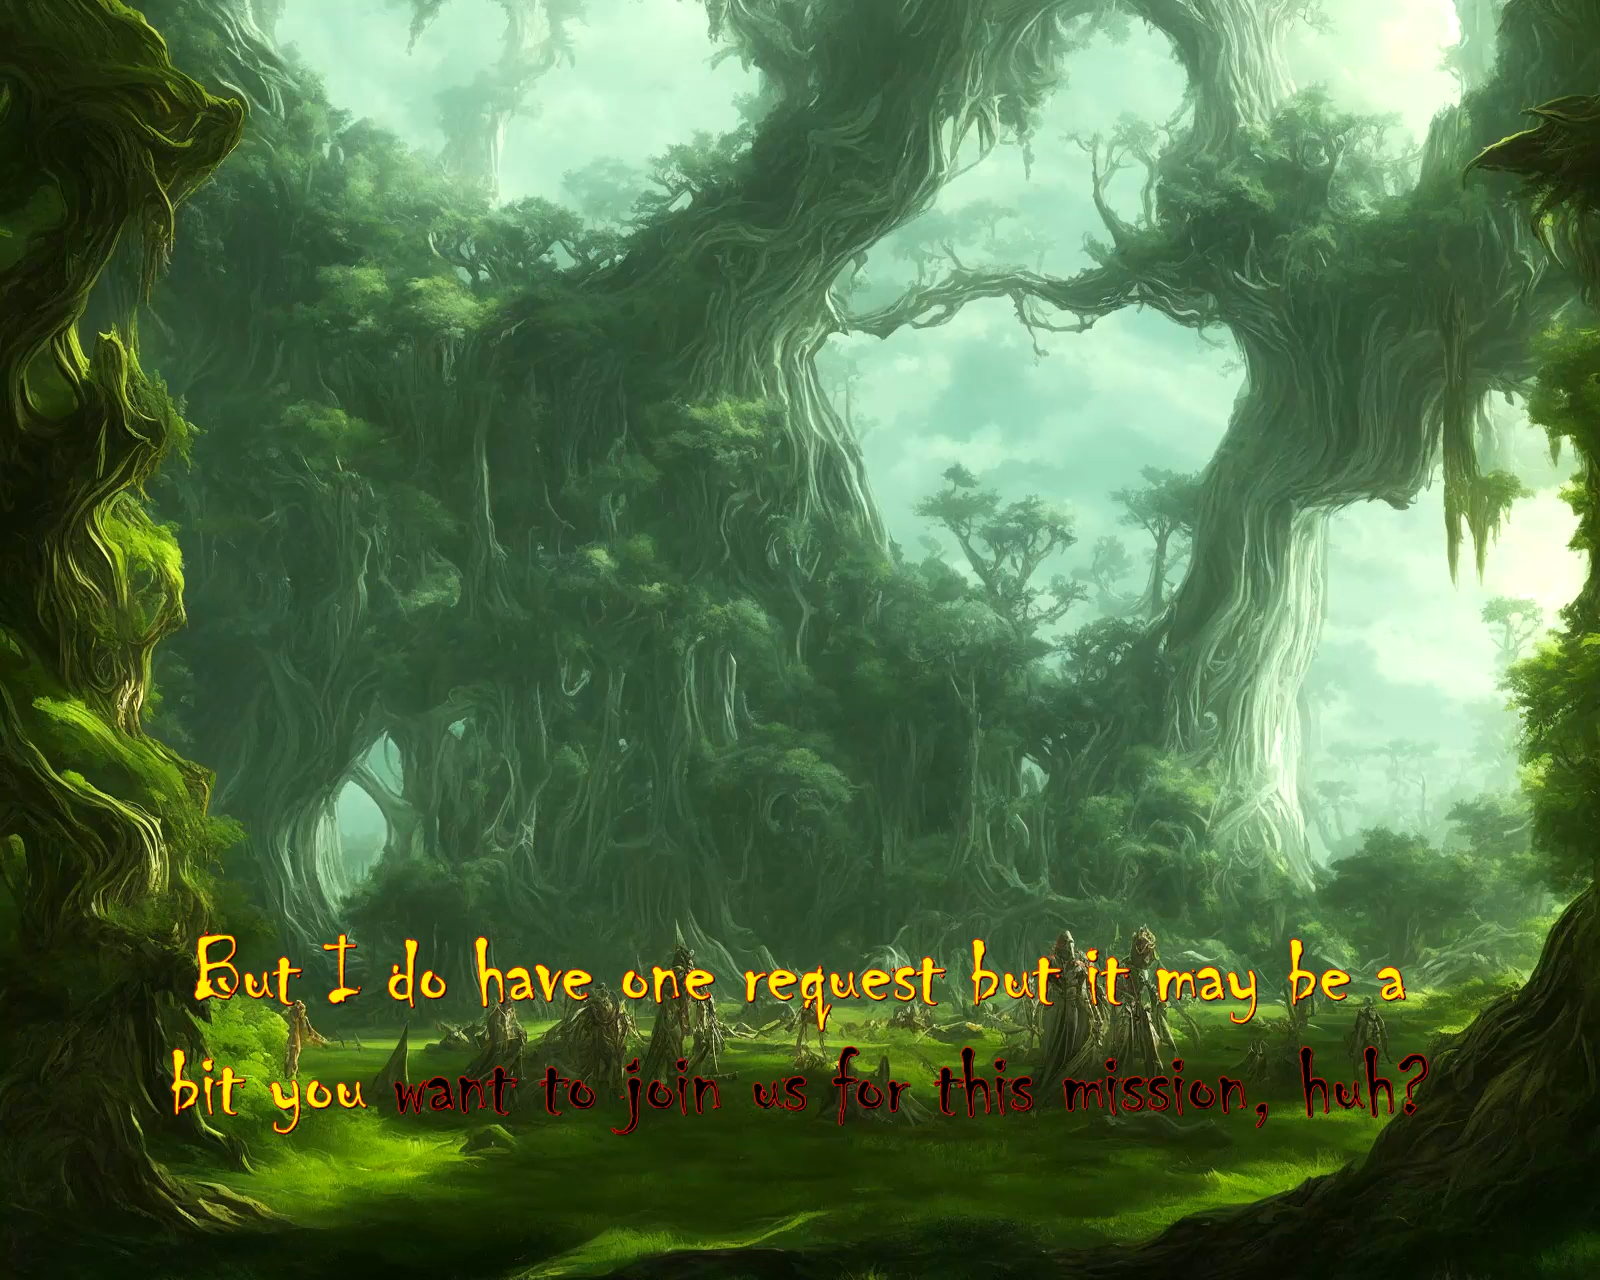 But I do have one request but it may be a
bit you want to join us for this mission, huh?